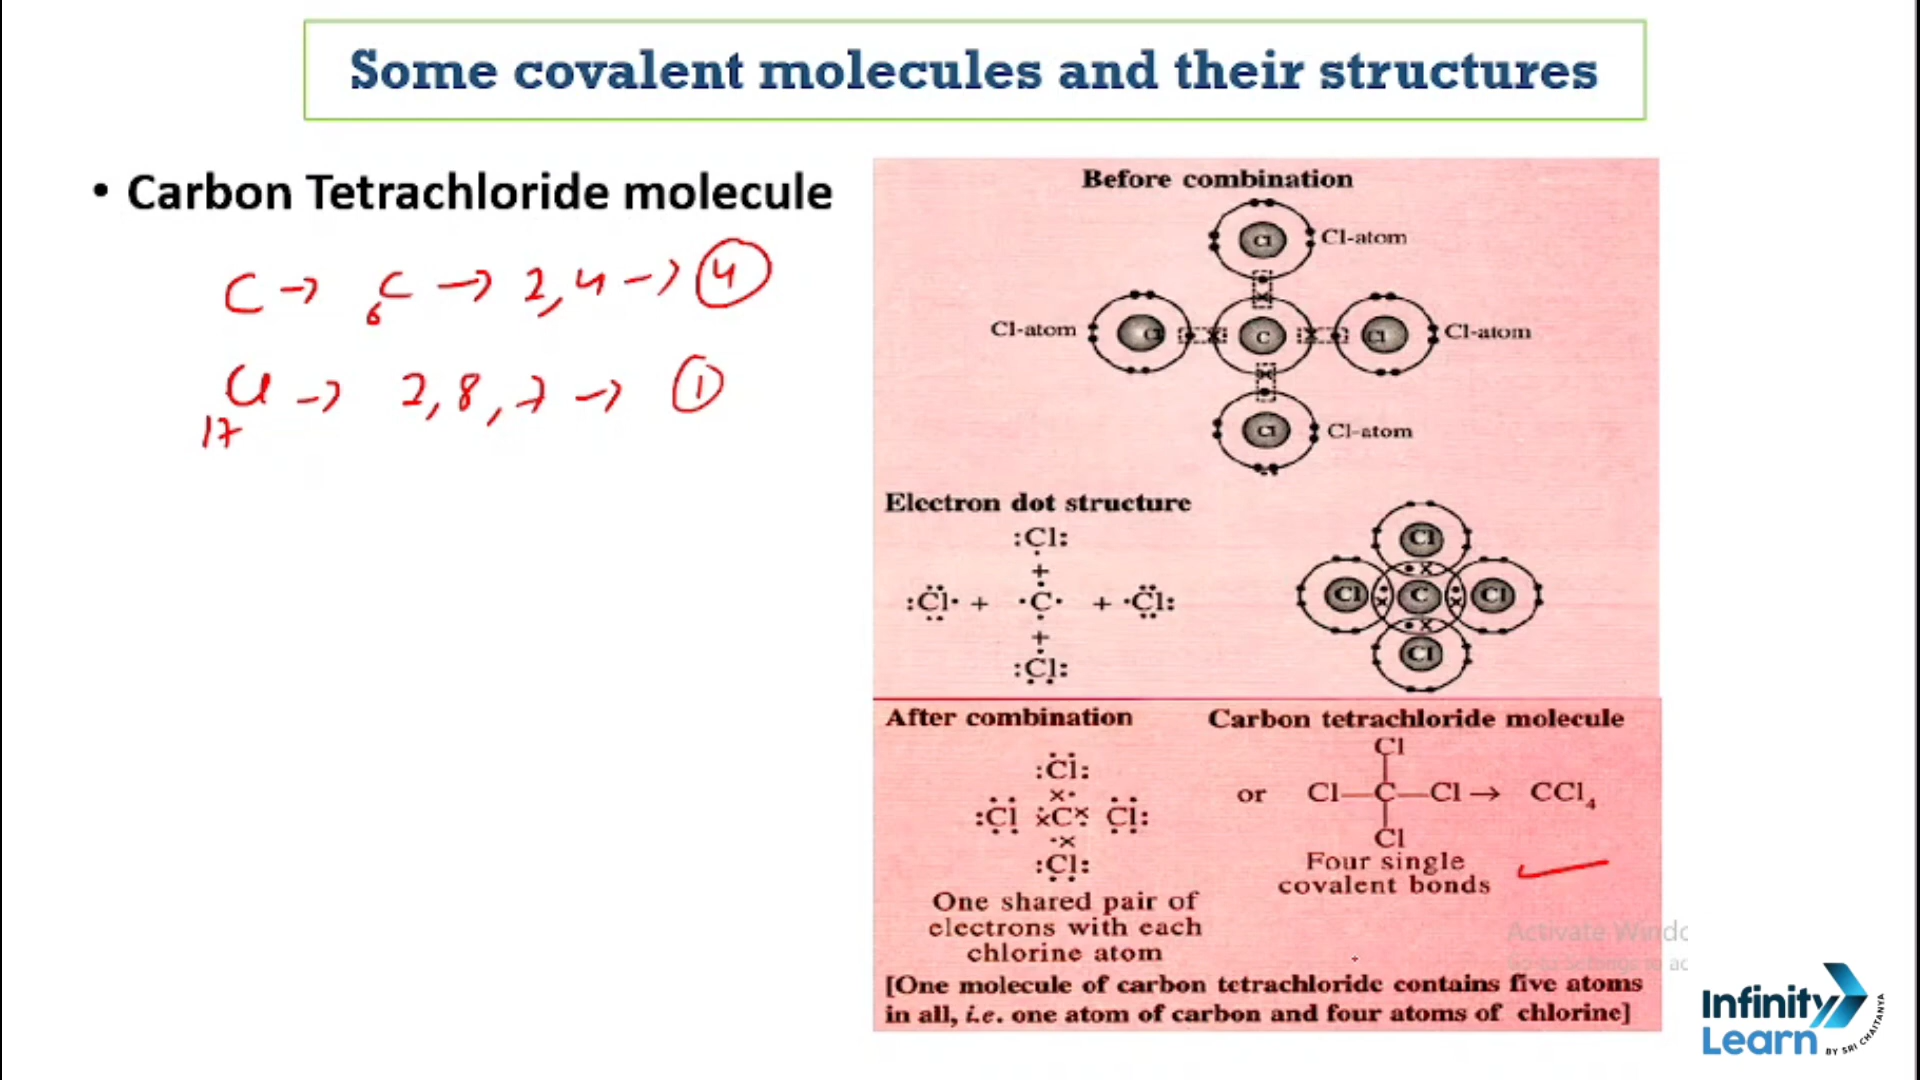 Some covalent molecules and their structures
• Carbon Tetrachloride molecule
C → ₆C → 2,4 → 4
₁₇Cl → 2,8,7 → 1
Before combination
Cl
Cl-atom
Cl-atom
Cl
C
Cl
Cl-atom
Cl
Cl-atom
Electron dot structure
:Cl:
+
:Cl· + ·C· + ·Cl:
+
:Cl:
Cl
Cl C Cl
Cl
After combination
:Cl:
x·
:Cl ·xC·x Cl:
·x
:Cl:
One shared pair of
electrons with each
chlorine atom
Carbon tetrachloride molecule
Cl
or Cl—C—Cl → CCl₄
Cl
Four single
covalent bonds
[One molecule of carbon tetrachloride contains five atoms
in all, i.e. one atom of carbon and four atoms of chlorine]
Activate Windo
Infinity
Learn
BY SRI CHAITANYA